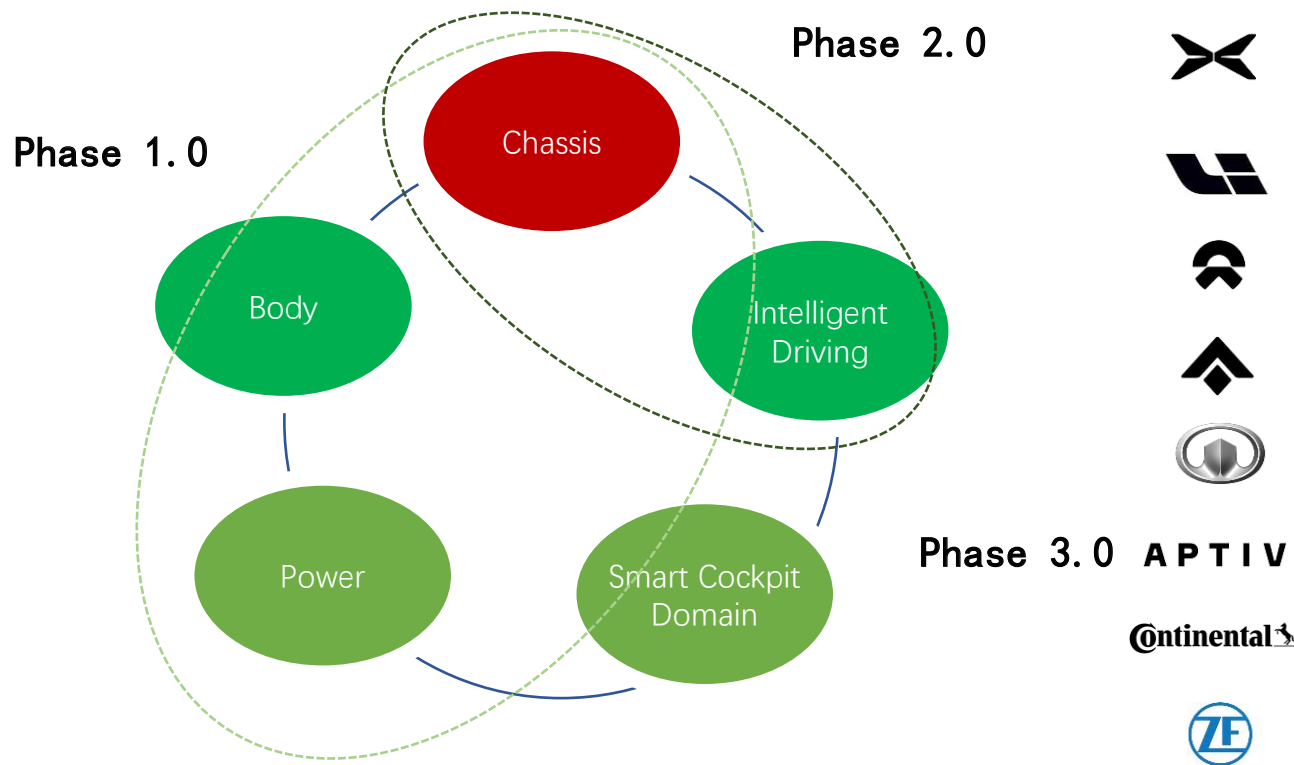 Phase 2.0
Chassis
Phase 1.0
Body
Intelligent
Driving
Power
Smart Cockpit
Domain
Phase 3.0
APTIV
Continental
ZF